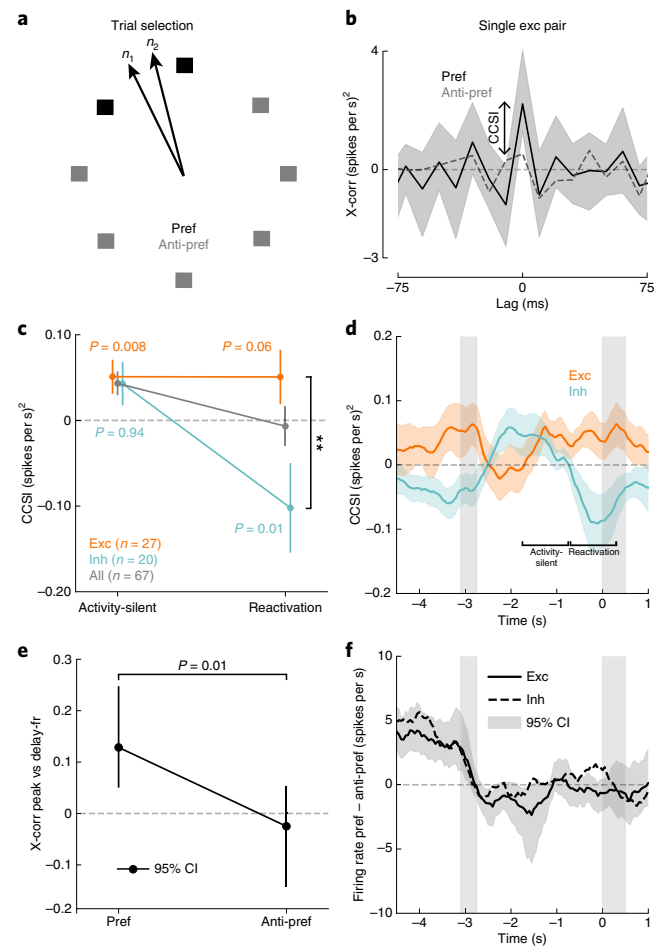 a
Trial selection
n1
n2
Pref
Anti-pref
b
Single exc pair
X-corr (spikes per s)2
4
0
−3
Pref
Anti-pref
CCSI
−75
0
75
Lag (ms)
c
CCSI (spikes per s)2
0.10
0
−0.10
−0.20
P = 0.008
P = 0.06
P = 0.94
P = 0.01
**
Exc (n = 27)
Inh (n = 20)
All (n = 67)
Activity-silent
Reactivation
d
CCSI (spikes per s)2
0.2
0.1
0
−0.1
−0.2
Exc
Inh
Activity-
silent
Reactivation
−4
−3
−2
−1
0
1
Time (s)
e
X-corr peak vs delay-fr
0.3
0.2
0.1
0
−0.1
−0.2
P = 0.01
95% CI
Pref
Anti-pref
f
Firing rate pref − anti-pref (spikes per s)
10
5
0
−5
−10
Exc
Inh
95% CI
−4
−3
−2
−1
0
1
Time (s)